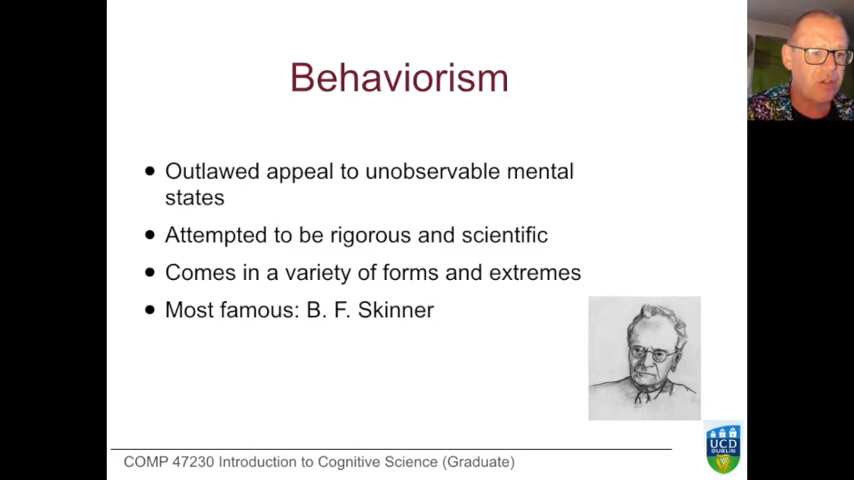 Behaviorism
● Outlawed appeal to unobservable mental
states
● Attempted to be rigorous and scientific
● Comes in a variety of forms and extremes
● Most famous: B. F. Skinner
COMP 47230 Introduction to Cognitive Science (Graduate)
UCD
DUBLIN